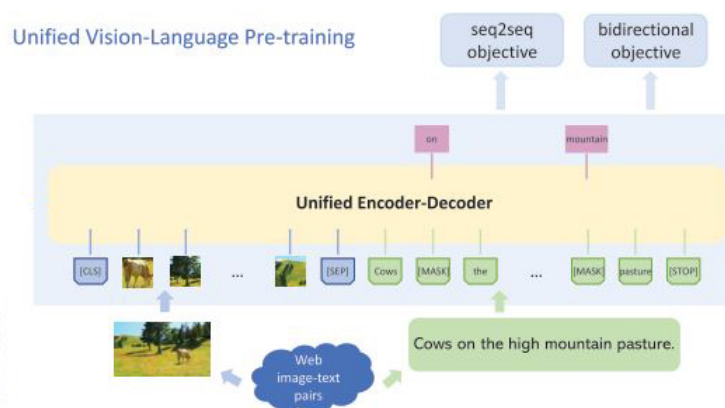 Unified Vision-Language Pre-training
seq2seq
objective
bidirectional
objective
on
mountain
Unified Encoder-Decoder
[CLS]
...
[SEP]
Cows
[MASK]
the
...
[MASK]
pasture
[STOP]
Web
image-text
pairs
Cows on the high mountain pasture.